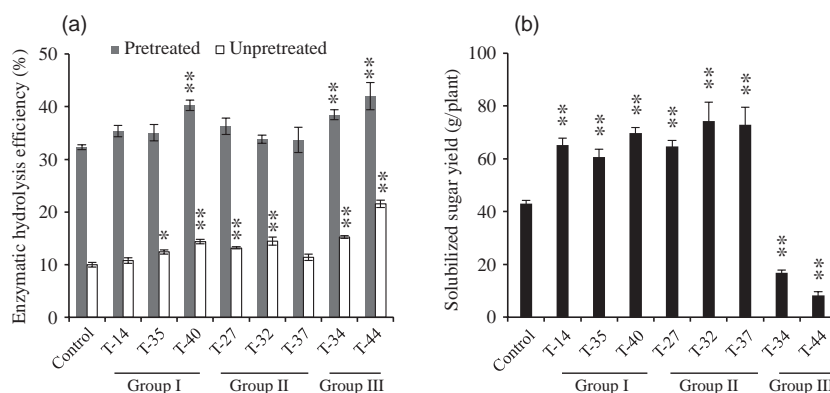 (a)
Pretreated Unpretreated
Enzymatic hydrolysis efficiency (%)
50
40
30
20
10
0
** ** **
* ** ** ** ** **
Control T-14 T-35 T-40 T-27 T-32 T-37 T-34 T-44
Group I Group II Group III
(b)
Solubilized sugar yield (g/plant)
100
80
60
40
20
0
** ** ** ** ** ** ** **
Control T-14 T-35 T-40 T-27 T-32 T-37 T-34 T-44
Group I Group II Group III